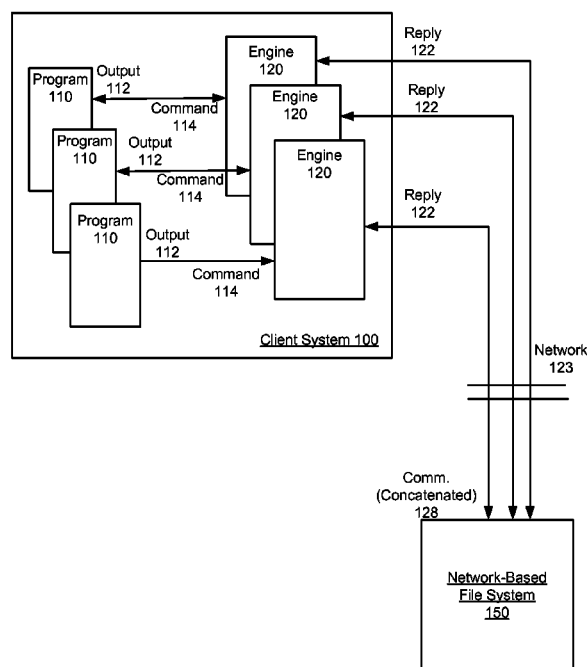 Reply
122
Engine
120
Program
110
Output
112
Command
114
Engine
120
Reply
122
Program
110
Output
112
Command
114
Engine
120
Reply
122
Program
110
Output
112
Command
114
Client System 100
Network
123
Comm.
(Concatenated)
128
Network-Based
File System
150